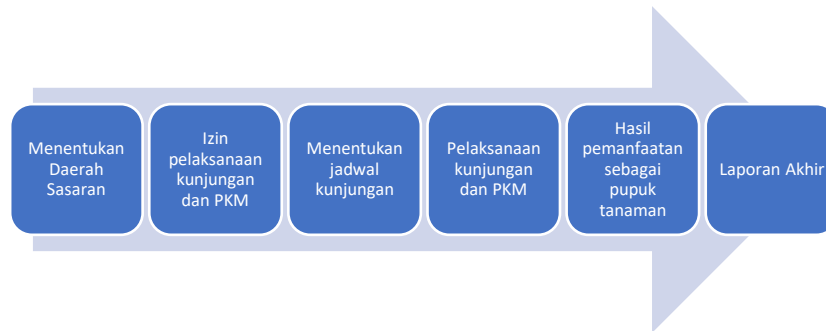 Menentukan
Daerah
Sasaran
Izin
pelaksanaan
kunjungan
dan PKM
Menentukan
jadwal
kunjungan
Pelaksanaan
kunjungan
dan PKM
Hasil
pemanfaatan
sebagai
pupuk
tanaman
Laporan Akhir